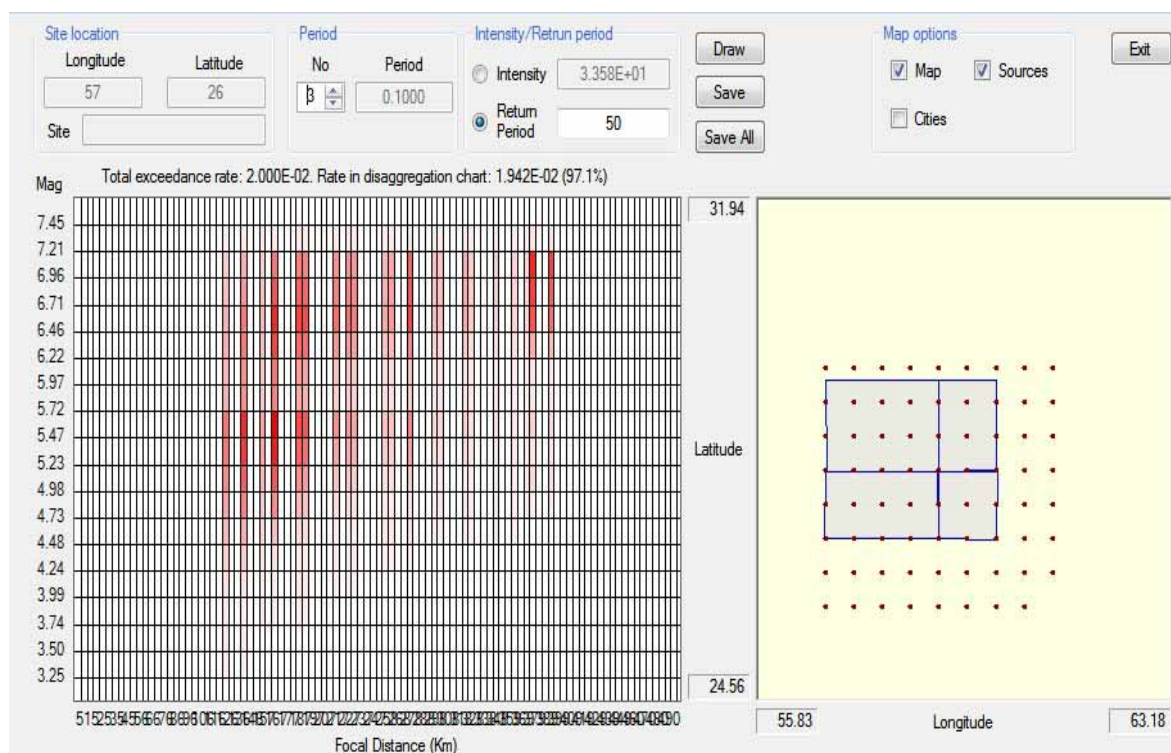 Site location
Longitude Latitude
57 26
Site
Period
No Period
3 0.1000
Intensity/Retrun period
Intensity 3.358E+01
Return Period 50
Draw
Save
Save All
Map options
Map Sources
Cities
Exit
Total exceedance rate: 2.000E-02. Rate in disaggregation chart: 1.942E-02 (97.1%)
Mag
7.45
7.21
6.96
6.71
6.46
6.22
5.97
5.72
5.47
5.23
4.98
4.73
4.48
4.24
3.99
3.74
3.50
3.25
Focal Distance (Km)
31.94
Latitude
24.56
55.83 Longitude 63.18